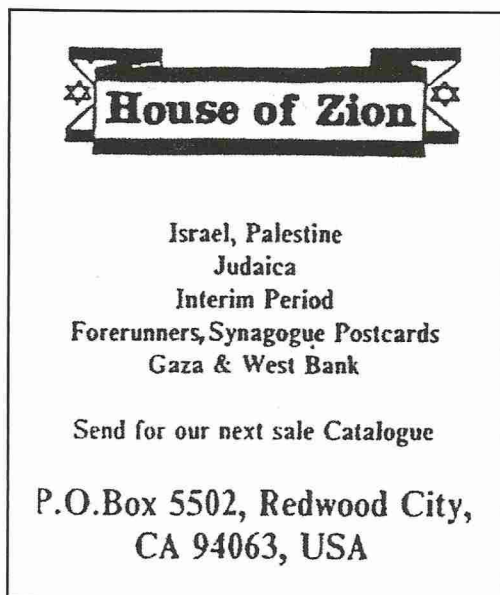 House of Zion
Israel, Palestine
Judaica
Interim Period
Forerunners, Synagogue Postcards
Gaza & West Bank
Send for our next sale Catalogue
P.O.Box 5502, Redwood City,
CA 94063, USA